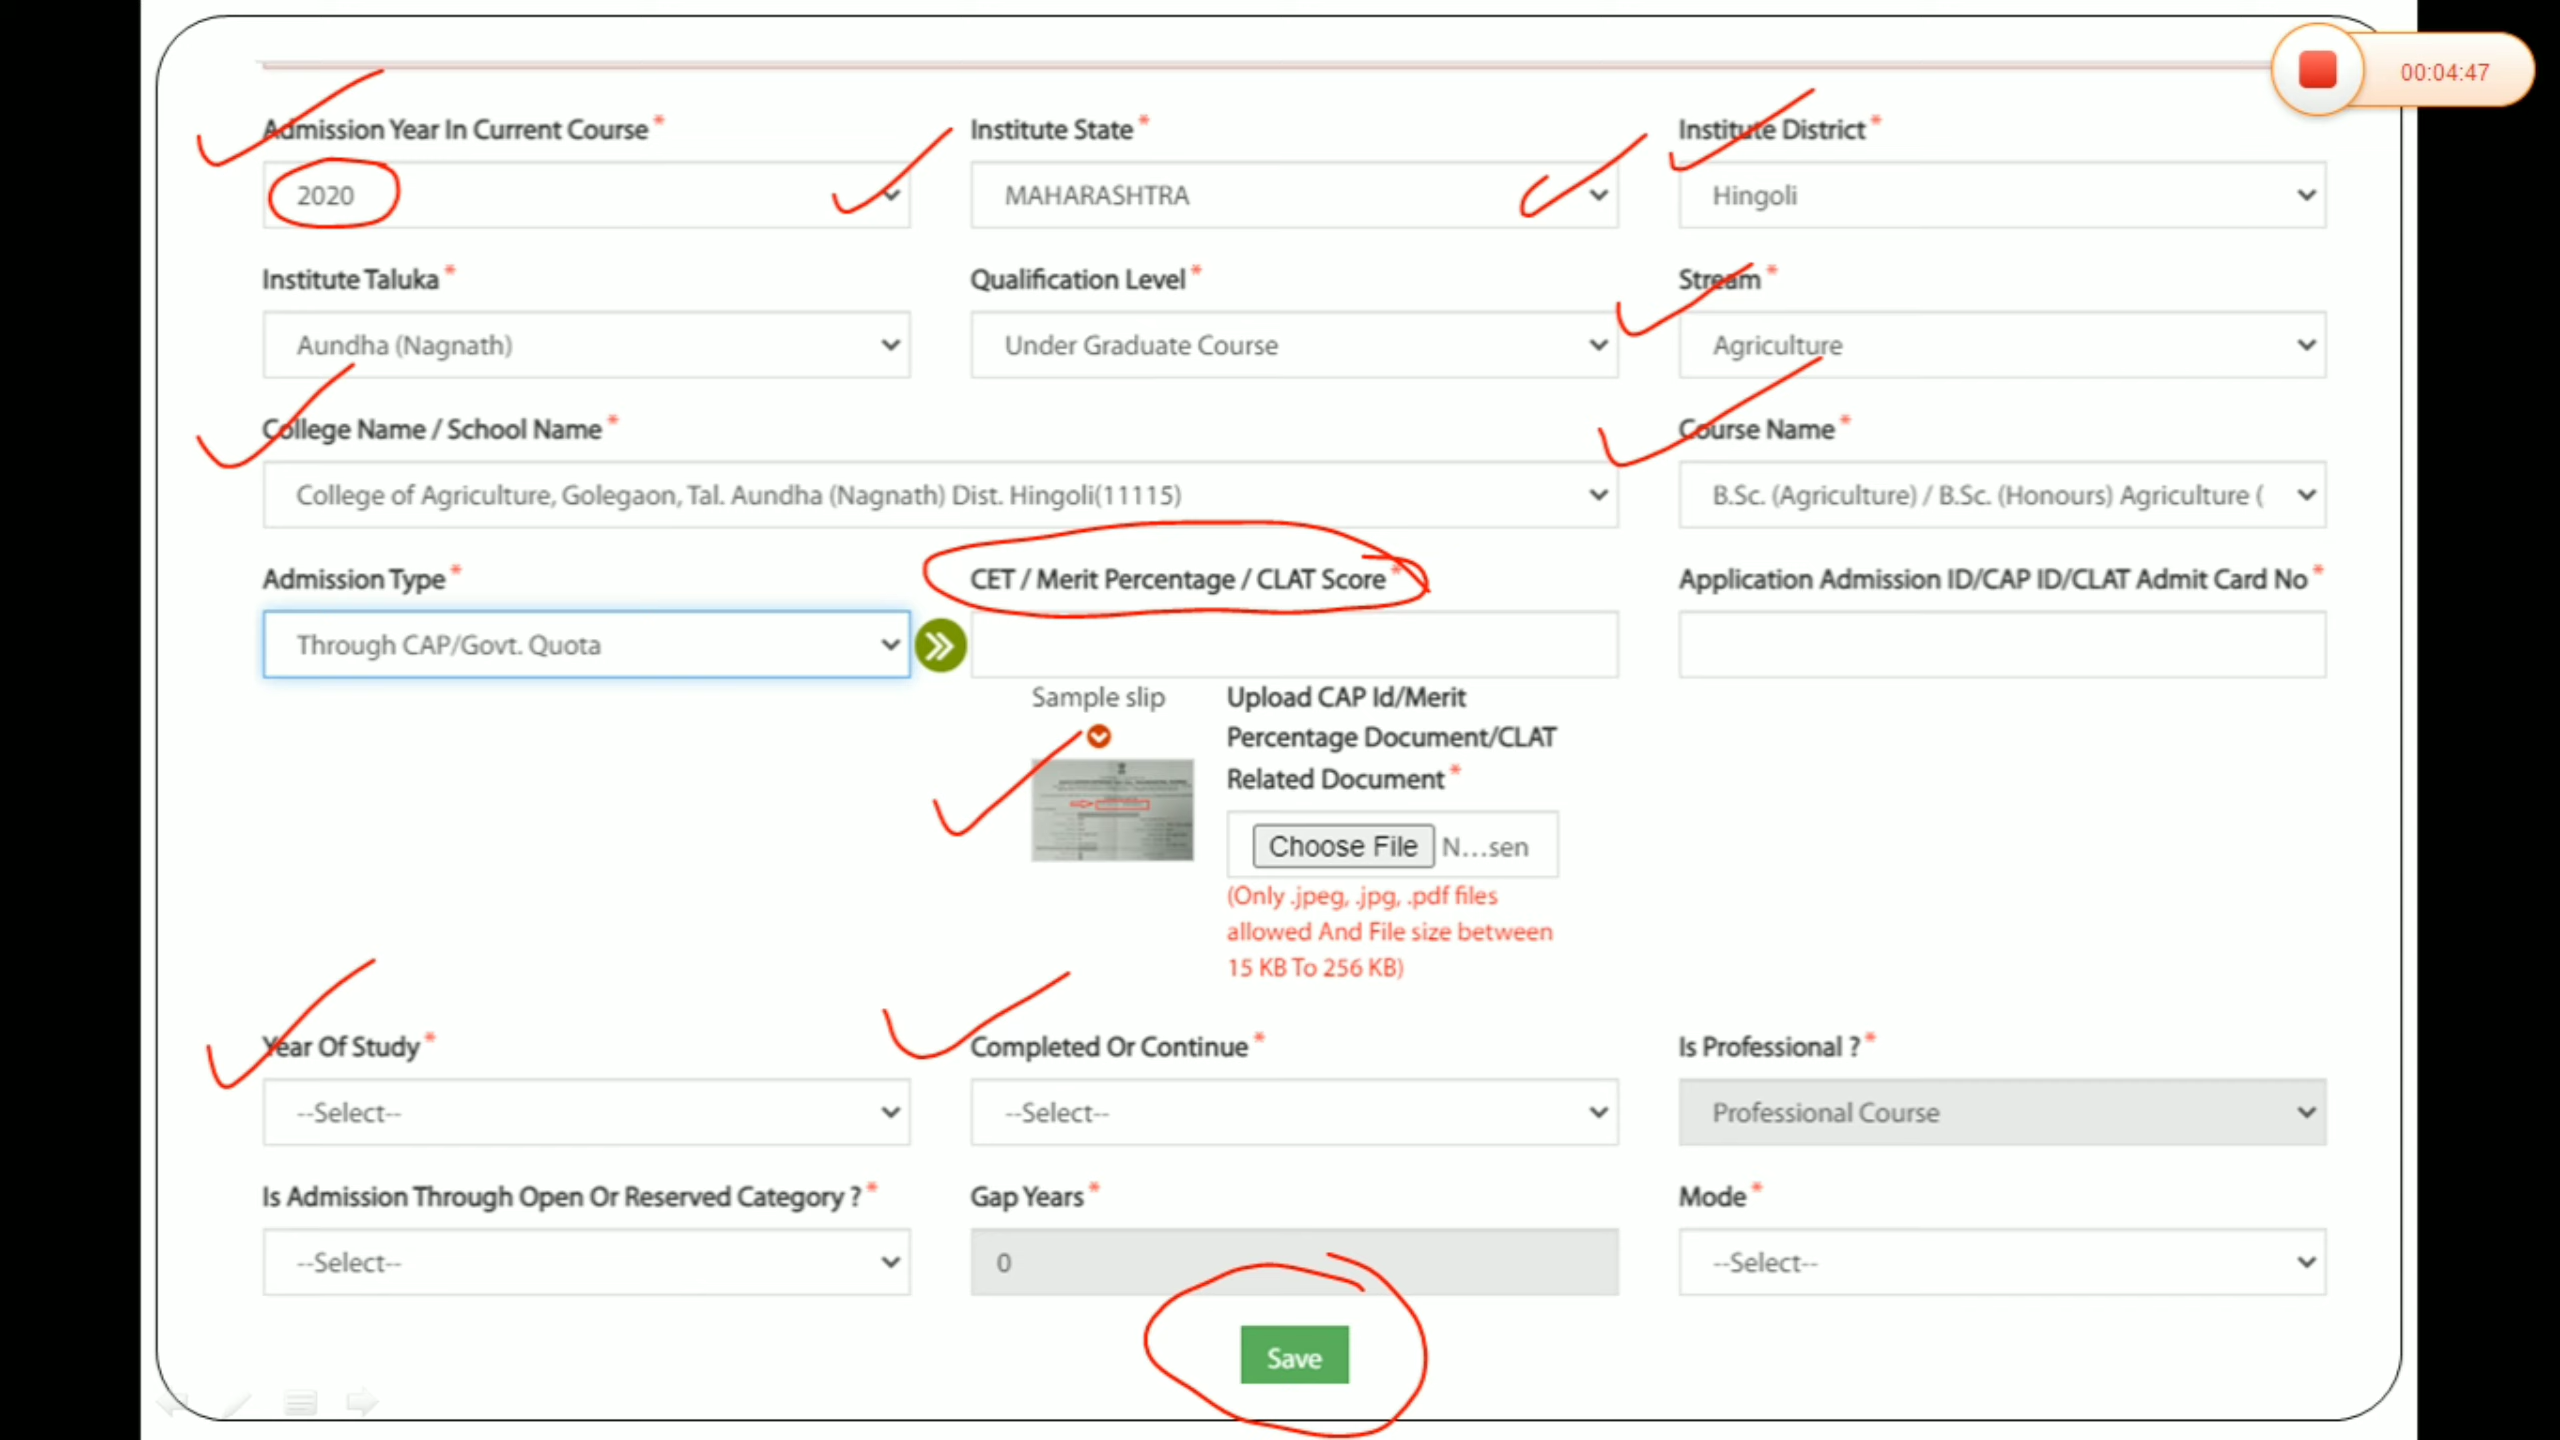 00:04:47
Admission Year In Current Course *
Institute State *
Institute District *
2020
MAHARASHTRA
Hingoli
Institute Taluka *
Qualification Level *
Stream *
Aundha (Nagnath)
Under Graduate Course
Agriculture
College Name / School Name *
Course Name *
College of Agriculture, Golegaon, Tal. Aundha (Nagnath) Dist. Hingoli(11115)
B.Sc. (Agriculture) / B.Sc. (Honours) Agriculture (
Admission Type *
CET / Merit Percentage / CLAT Score *
Application Admission ID/CAP ID/CLAT Admit Card No *
Through CAP/Govt. Quota
Sample slip
Upload CAP Id/Merit
Percentage Document/CLAT
Related Document *
Choose File N...sen
(Only .jpeg, .jpg, .pdf files
allowed And File size between
15 KB To 256 KB)
Year Of Study *
Completed Or Continue *
Is Professional ? *
--Select--
--Select--
Professional Course
Is Admission Through Open Or Reserved Category ? *
Gap Years *
Mode *
--Select--
0
--Select--
Save